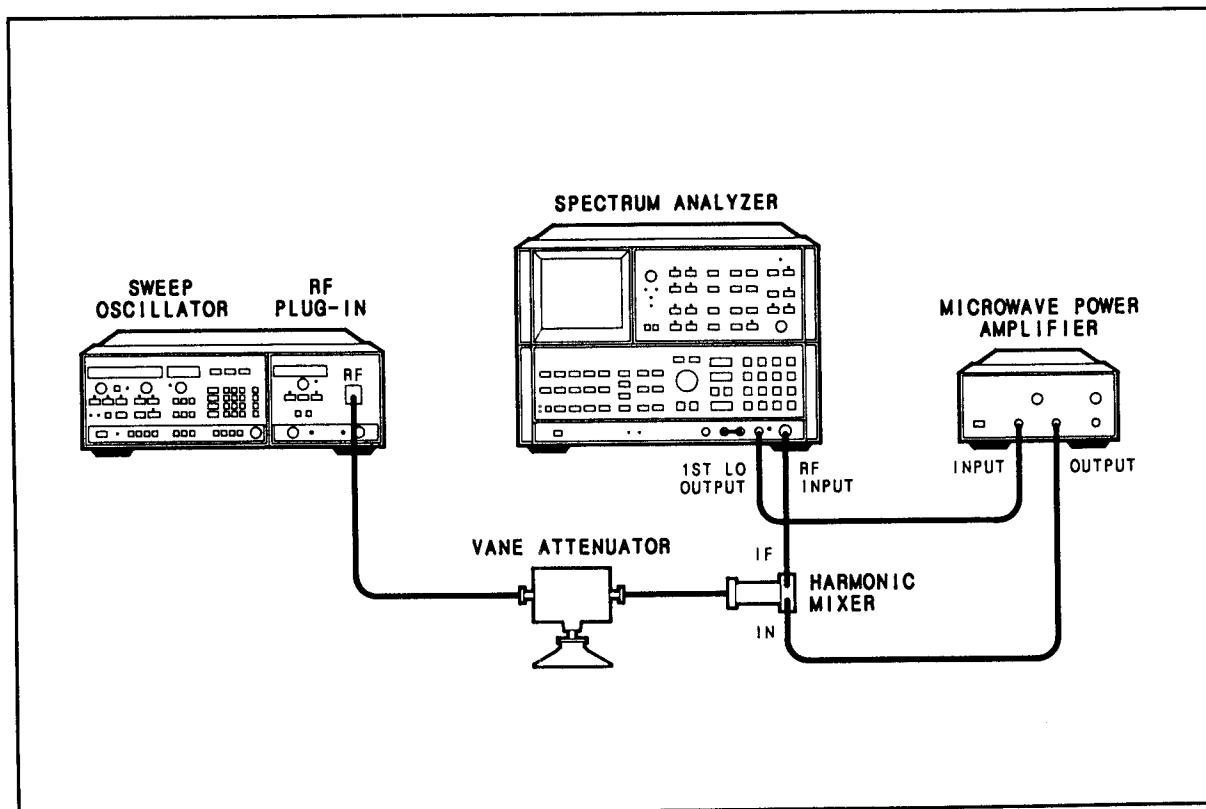 SPECTRUM ANALYZER
SWEEP
OSCILLATOR
RF
PLUG-IN
MICROWAVE POWER
AMPLIFIER
RF
1ST LO
OUTPUT
RF
INPUT
INPUT
OUTPUT
VANE ATTENUATOR
IF
HARMONIC
MIXER
IN